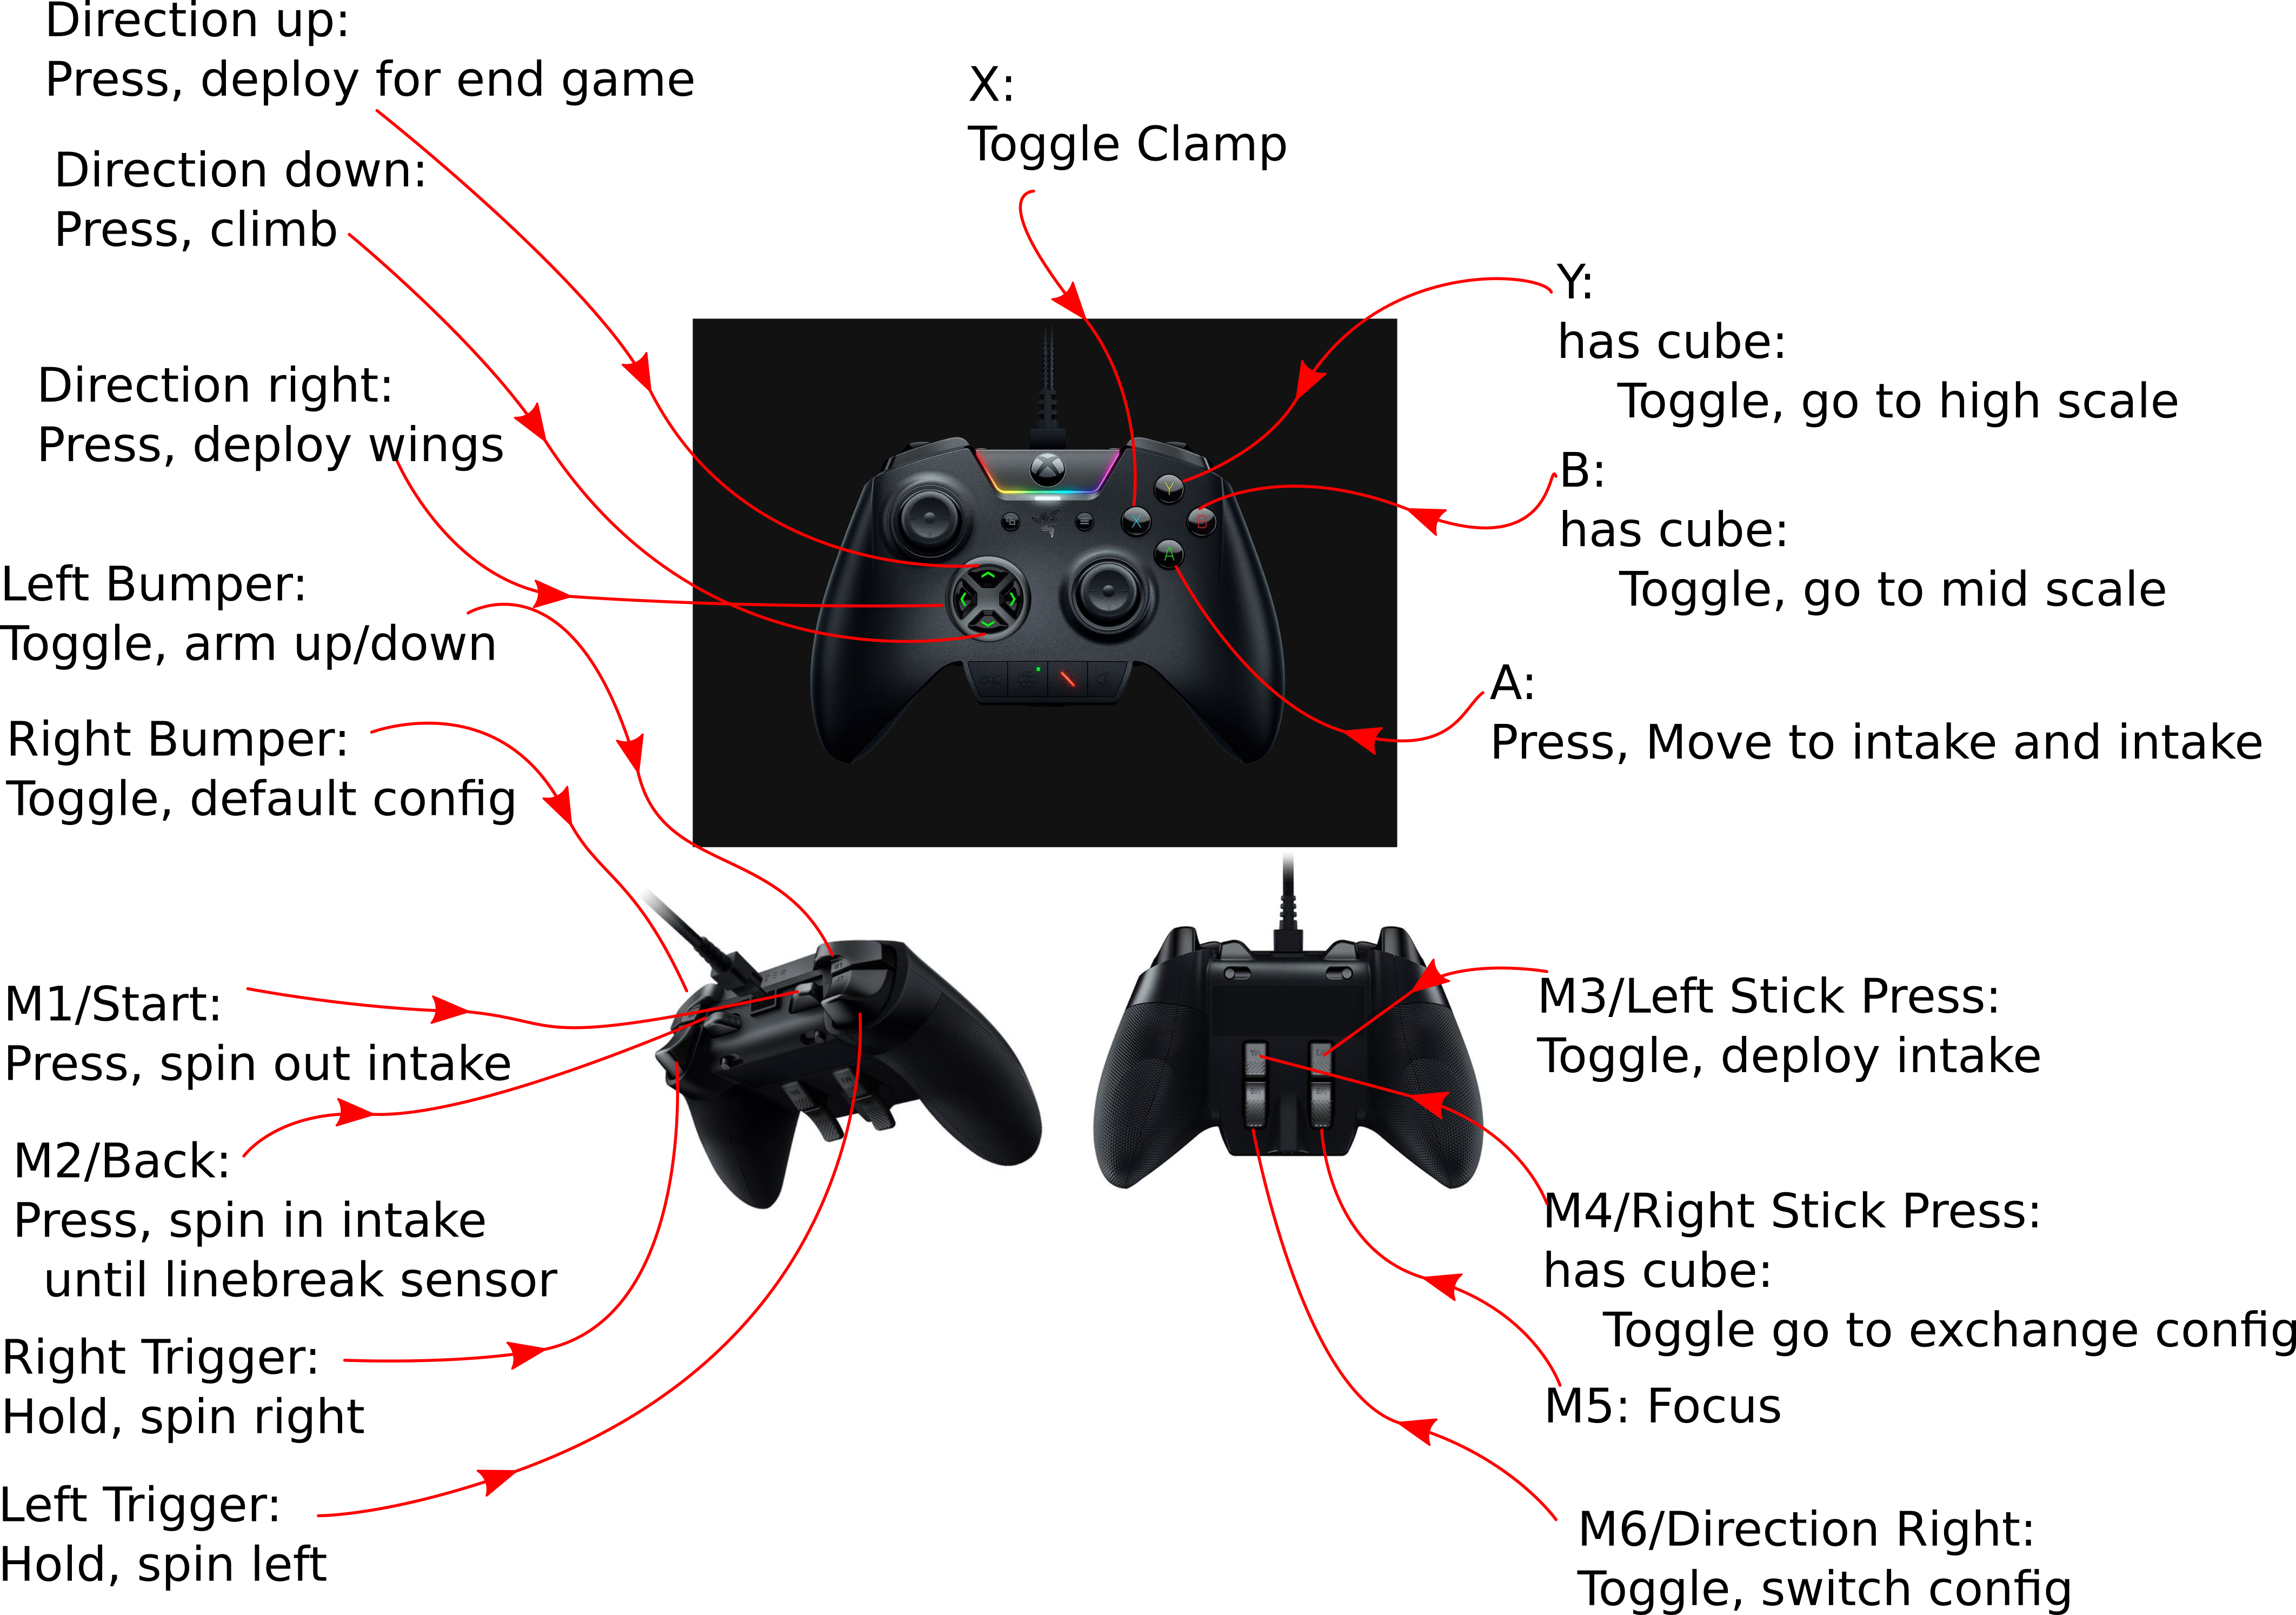 Direction up:
Press, deploy for end game
Direction down:
Press, climb
Direction right:
Press, deploy wings
Left Bumper:
Toggle, arm up/down
Right Bumper:
Toggle, default config
M1/Start:
Press, spin out intake
M2/Back:
Press, spin in intake
until linebreak sensor
Right Trigger:
Hold, spin right
Left Trigger:
Hold, spin left
X:
Toggle Clamp
Y:
has cube:
Toggle, go to high scale
B:
has cube:
Toggle, go to mid scale
A:
Press, Move to intake and intake
Y
X
B
A
M3/Left Stick Press:
Toggle, deploy intake
M4/Right Stick Press:
has cube:
Toggle go to exchange config
M5: Focus
M6/Direction Right:
Toggle, switch config